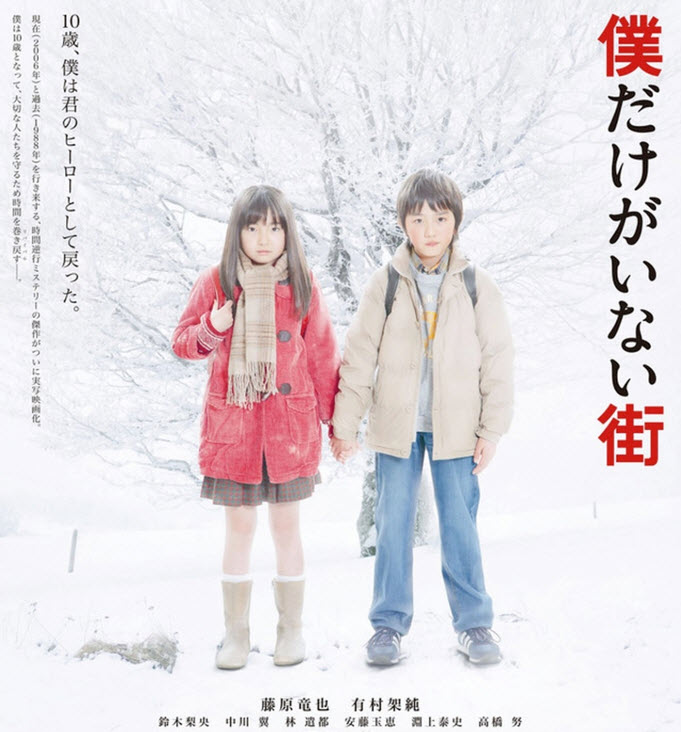 僕だけがいない街
10歳、僕は君のヒーローとして戻った。
現在(2006年)と過去(1988年)を行き来する、時間逆行ミステリーの傑作がついに実写映画化。
僕は10歳となって、大切な人たちを守るため時間を巻き戻す──。
藤原竜也 有村架純
鈴木梨央 中川 翼 林 遣都 安藤玉恵 淵上泰史 高橋 努